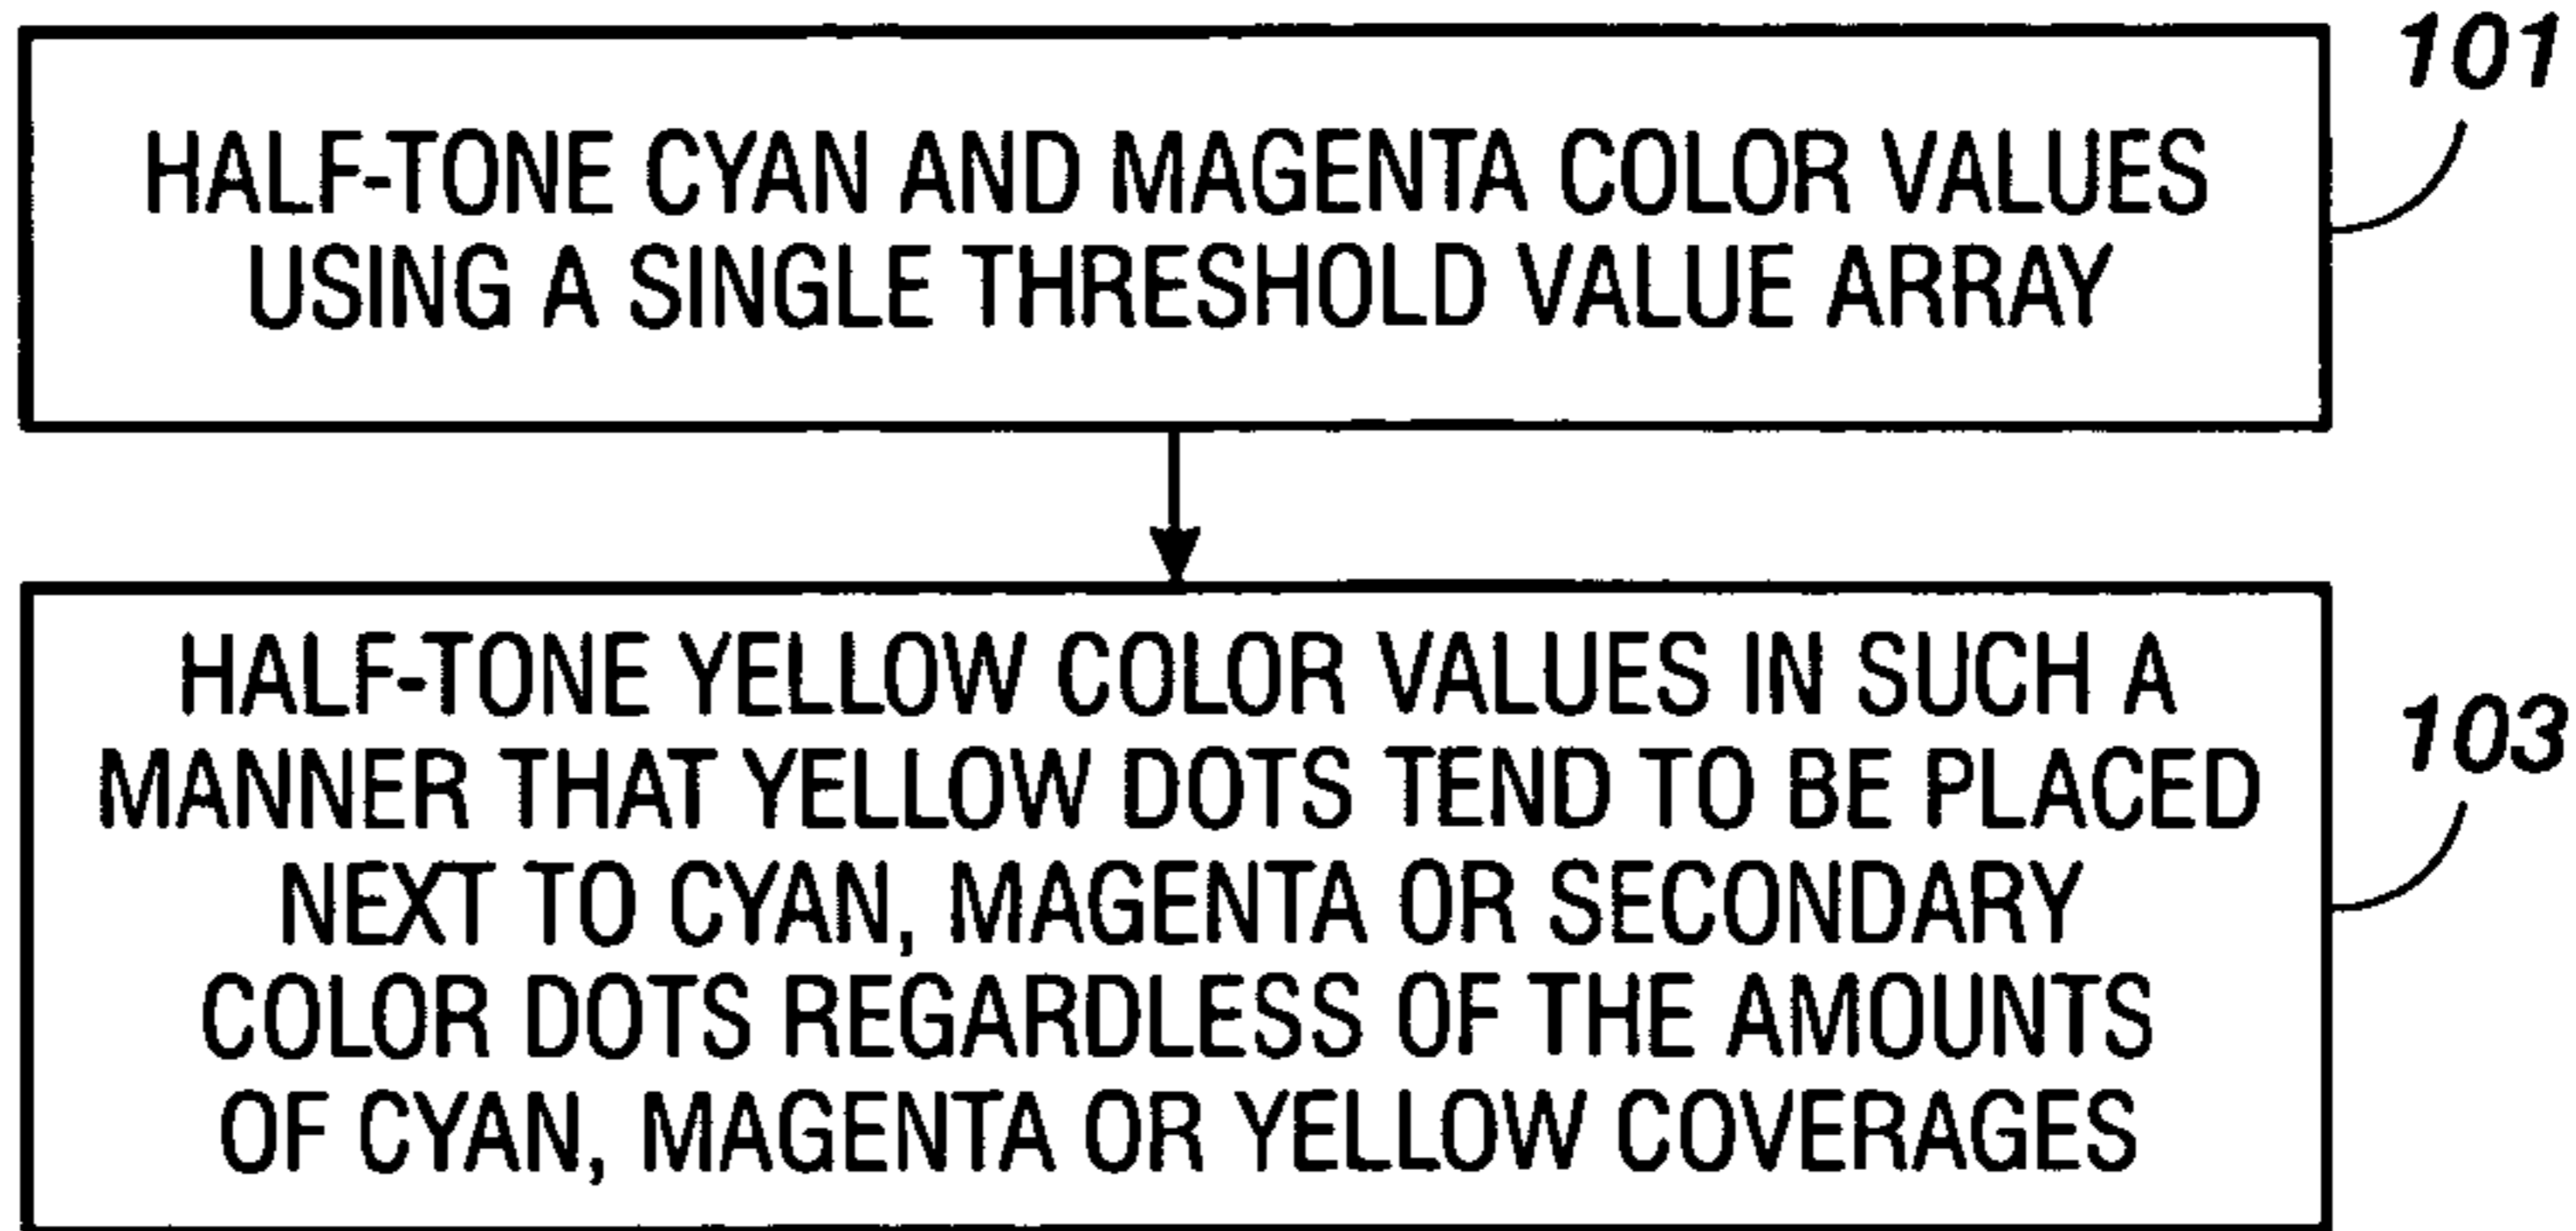 101
HALF-TONE CYAN AND MAGENTA COLOR VALUES
USING A SINGLE THRESHOLD VALUE ARRAY
HALF-TONE YELLOW COLOR VALUES IN SUCH A
MANNER THAT YELLOW DOTS TEND TO BE PLACED
NEXT TO CYAN, MAGENTA OR SECONDARY
COLOR DOTS REGARDLESS OF THE AMOUNTS
OF CYAN, MAGENTA OR YELLOW COVERAGES
103